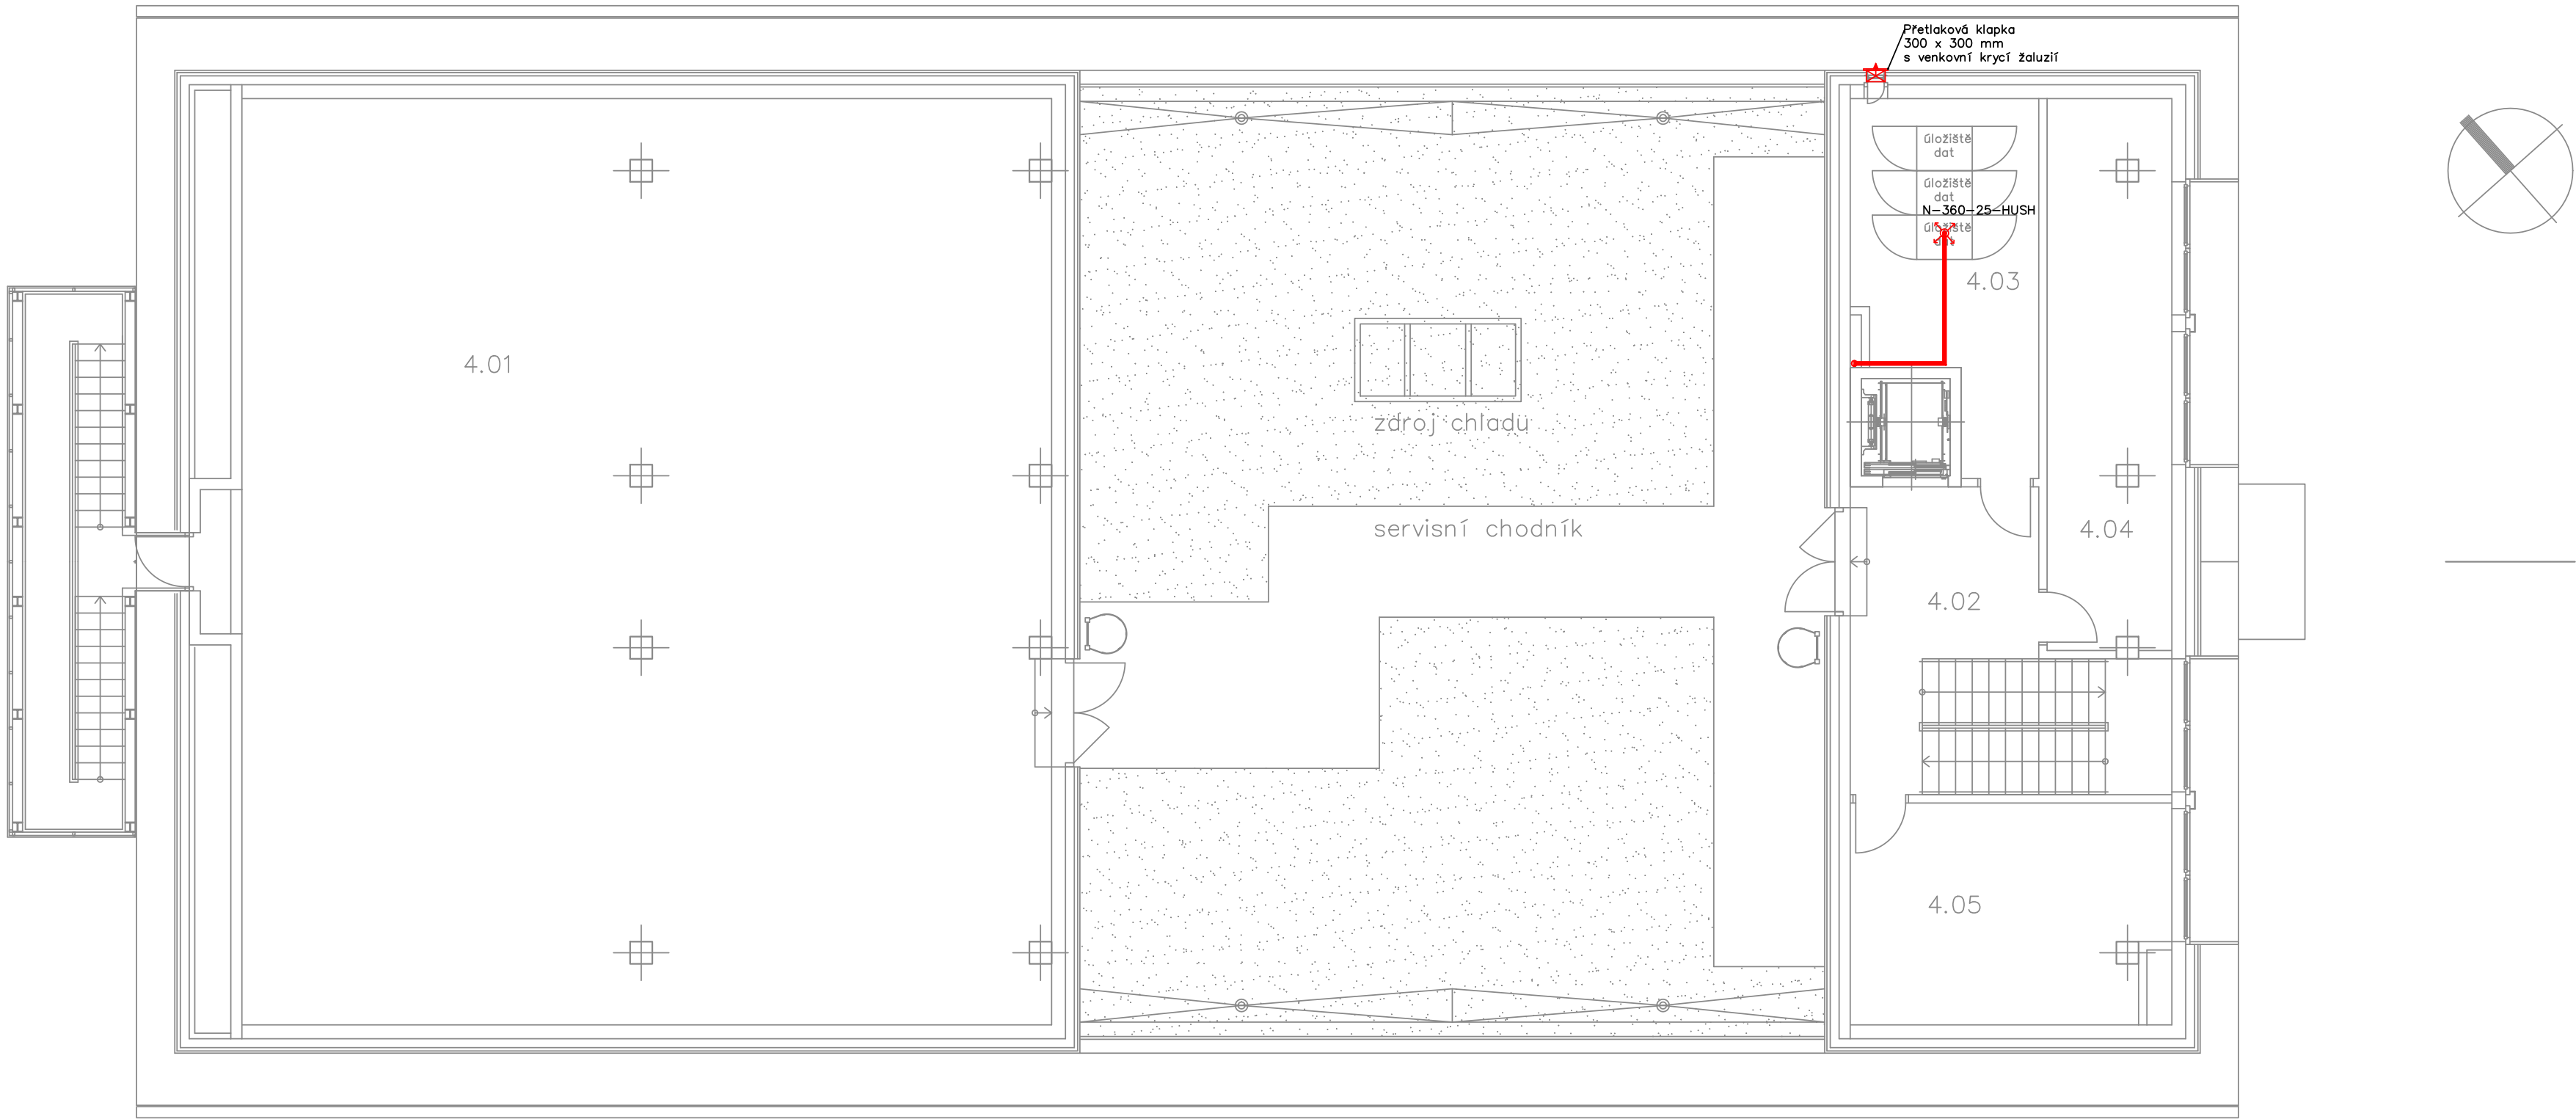 Přetlaková klapka
300 x 300 mm
s venkovní krycí žaluzií
úložiště
dat
úložiště
dat
N-360-25-HUSH
úložiště
4.03
4.01
zdroj chladu
servisní chodník
4.04
4.02
4.05